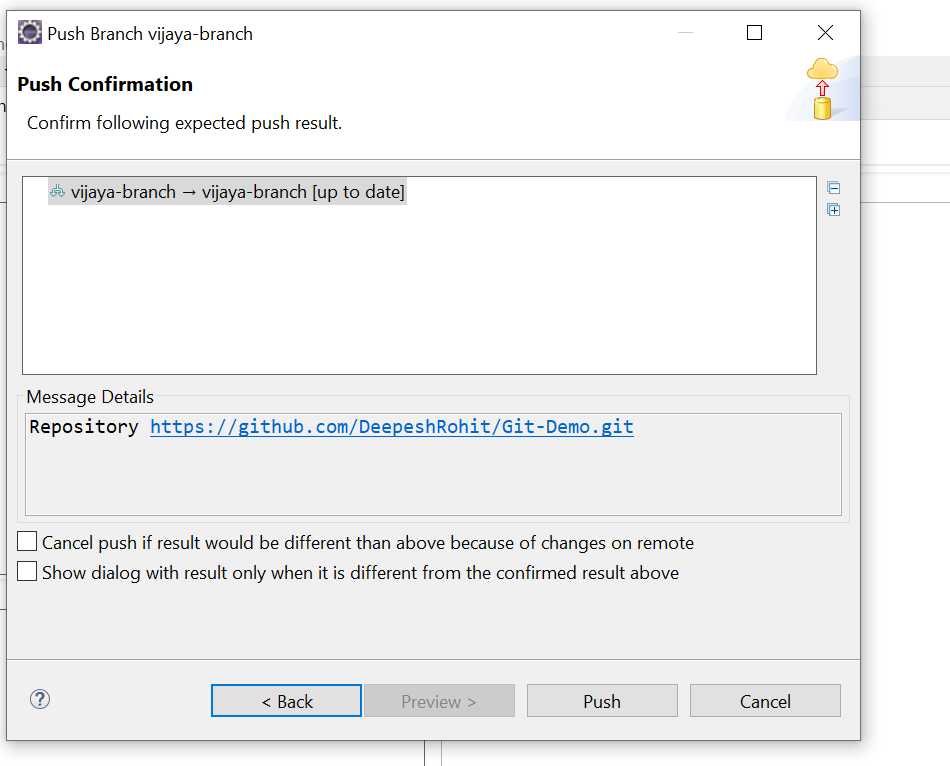 Push Branch vijaya-branch
Push Confirmation
Confirm following expected push result.
vijaya-branch → vijaya-branch [up to date]
Message Details
Repository https://github.com/DeepeshRohit/Git-Demo.git
Cancel push if result would be different than above because of changes on remote
Show dialog with result only when it is different from the confirmed result above
?
< Back
Preview >
Push
Cancel